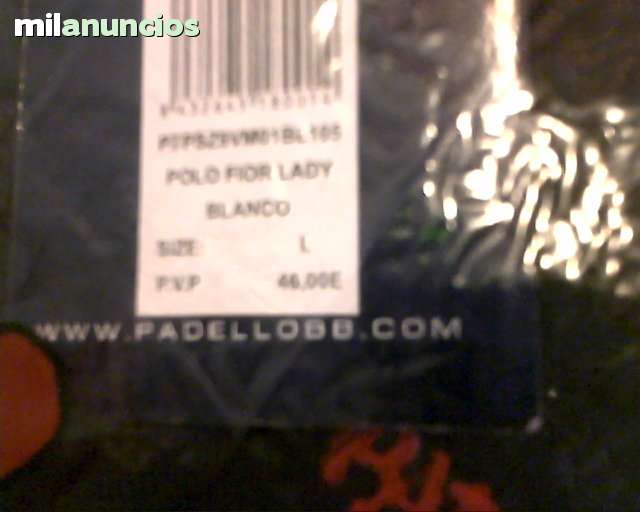 milanuncios
POLO FIOR LADY
BLANCO
SIZE L
P.V.P 46,00E
WWW.PADELLOBB.COM